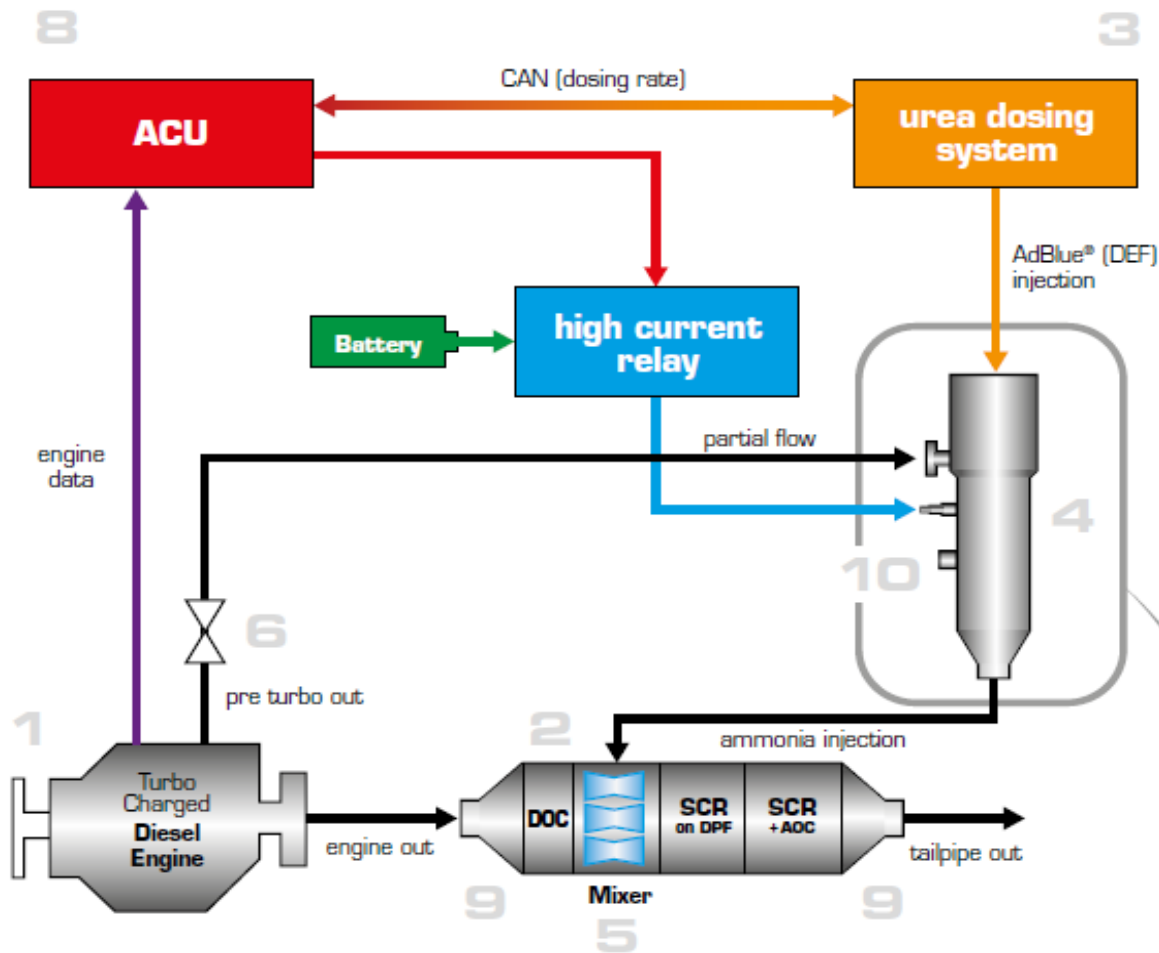 8
3
CAN (dosing rate)
ACU
urea dosing
system
AdBlue® (DEF)
injection
high current
relay
Battery
partial flow
engine
data
4
10
6
pre turbo out
1
2
ammonia injection
Turbo
Charged
Diesel
Engine
DOC
SCR
on DPF
SCR
+ AOC
engine out
tailpipe out
9
Mixer
9
5